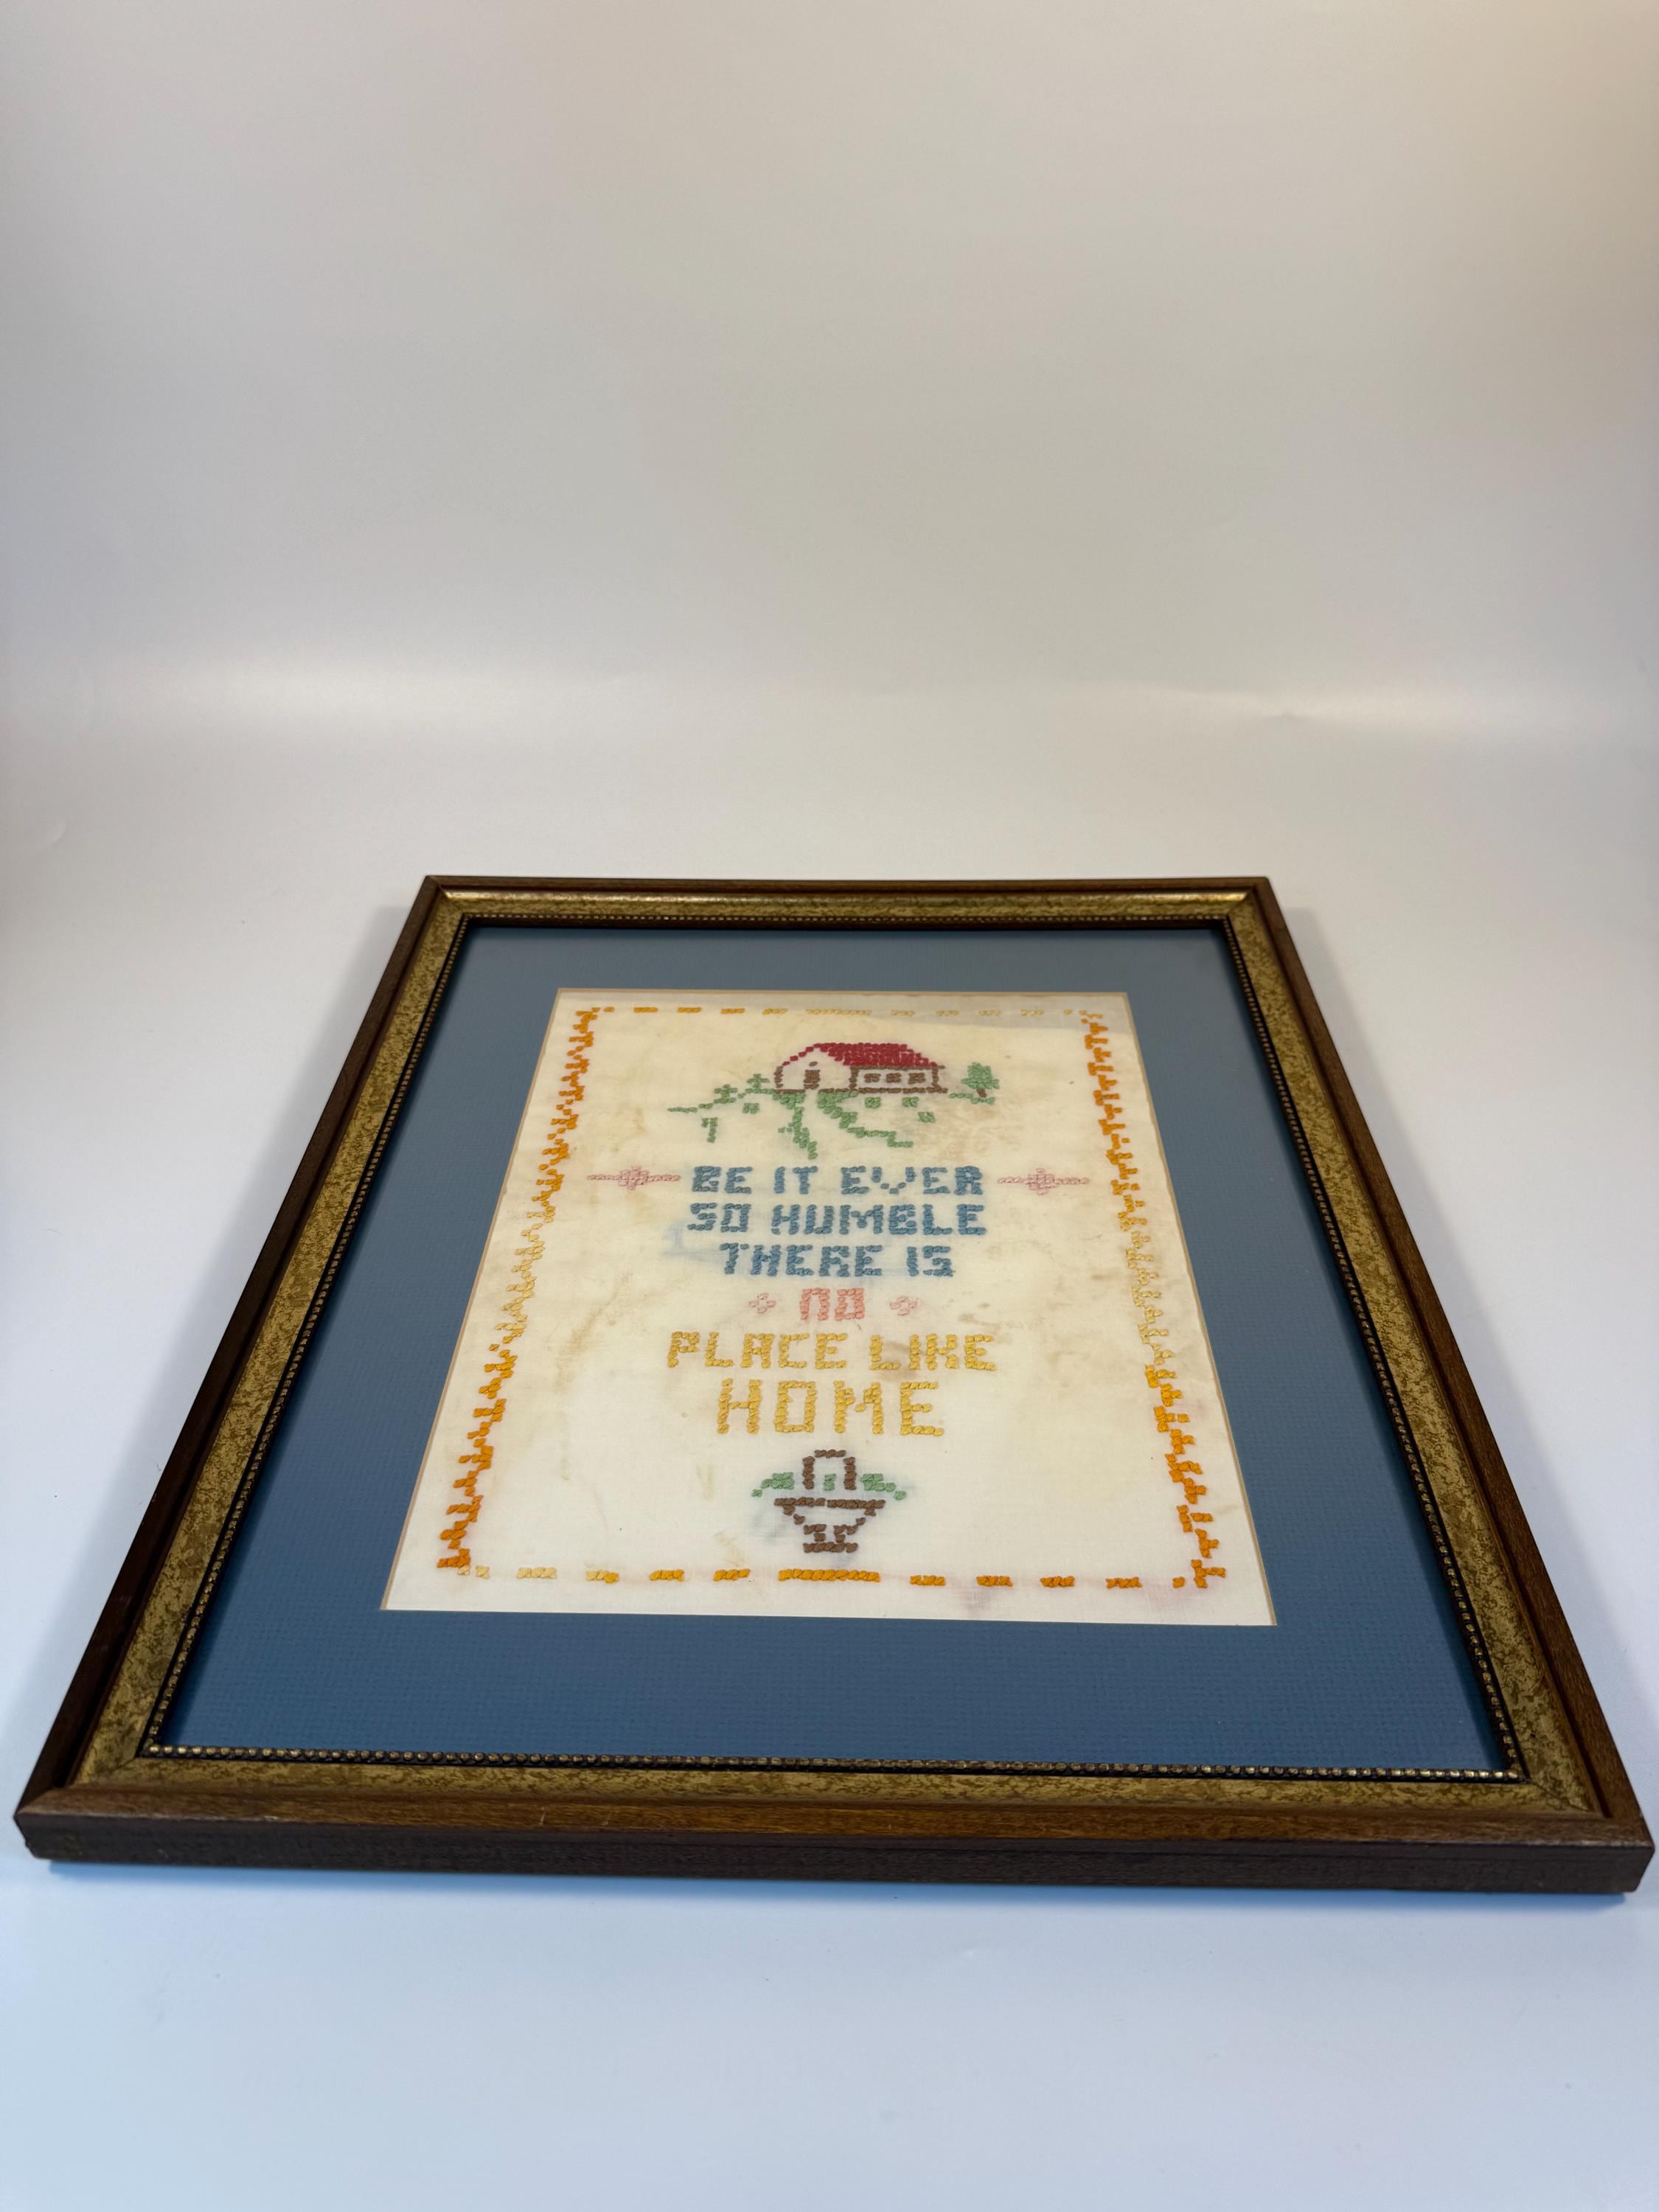 BE IT EVER
SO HUMBLE
THERE IS
NO
PLACE LIKE
HOME